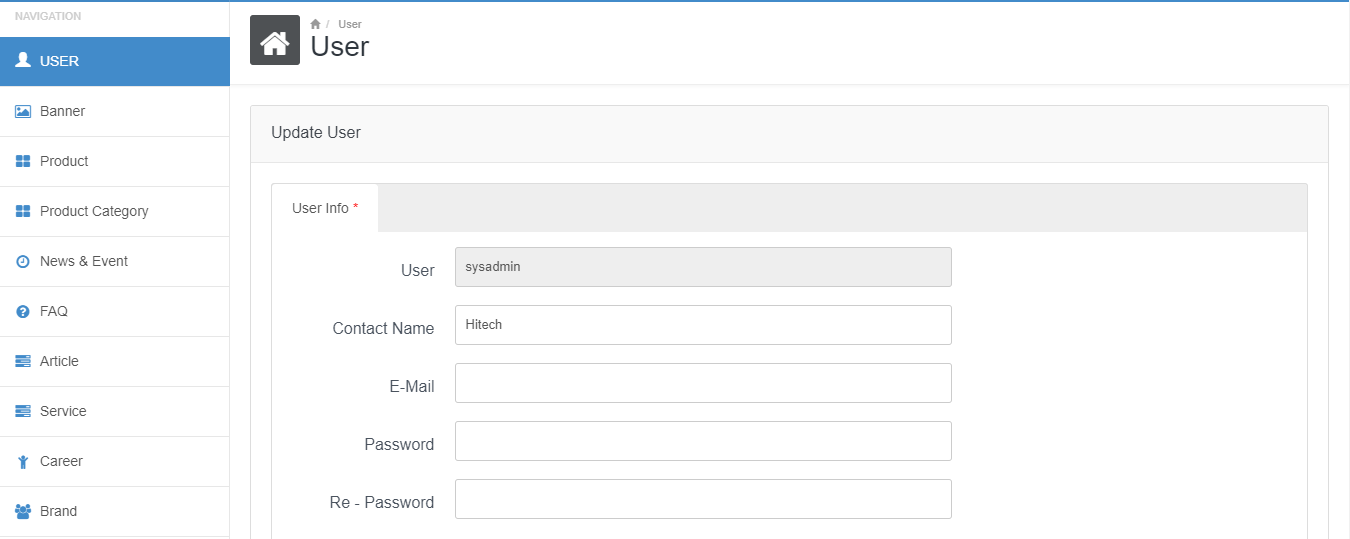 NAVIGATION
USER
Banner
Product
Product Category
News & Event
FAQ
Article
Service
Career
Brand
/ User
User
Update User
User Info *
User sysadmin
Contact Name Hitech
E-Mail
Password
Re - Password